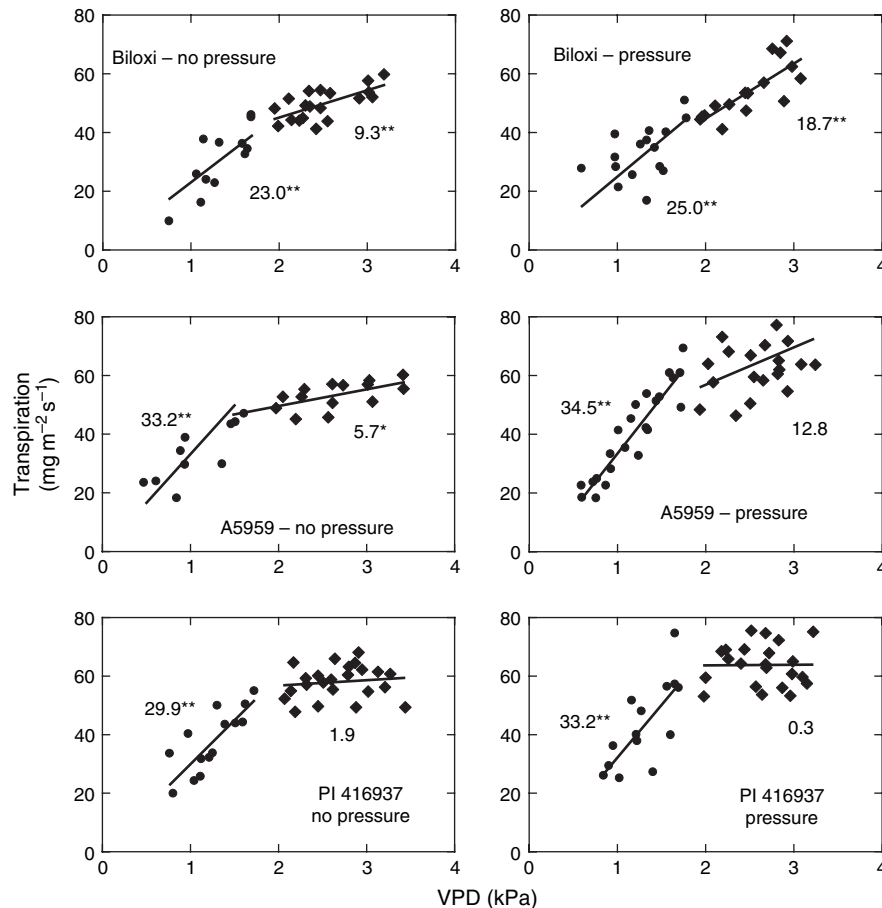 Biloxi – no pressure
80
60
40
20
0
0 1 2 3 4
23.0**
9.3**
Biloxi – pressure
80
60
40
20
0
0 1 2 3 4
25.0**
18.7**
Transpiration
(mg m⁻² s⁻¹)
80
60
40
20
0
0 1 2 3 4
33.2**
5.7*
A5959 – no pressure
80
60
40
20
0
0 1 2 3 4
34.5**
12.8
A5959 – pressure
80
60
40
20
0
0 1 2 3 4
29.9**
1.9
PI 416937
no pressure
80
60
40
20
0
0 1 2 3 4
33.2**
0.3
PI 416937
pressure
VPD (kPa)